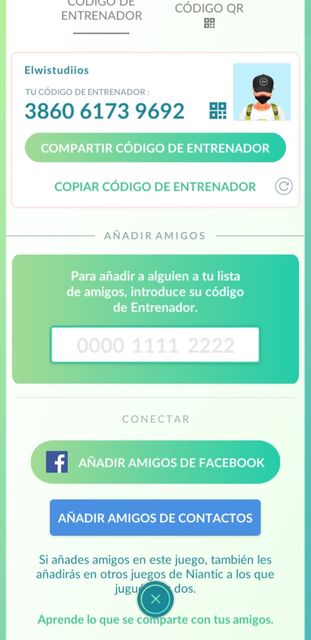 CÓDIGO DE
ENTRENADOR
CÓDIGO QR
Elwistudiios
TU CÓDIGO DE ENTRENADOR :
3860 6173 9692
COMPARTIR CÓDIGO DE ENTRENADOR
COPIAR CÓDIGO DE ENTRENADOR
AÑADIR AMIGOS
Para añadir a alguien a tu lista
de amigos, introduce su código
de Entrenador.
0000 1111 2222
CONECTAR
AÑADIR AMIGOS DE FACEBOOK
AÑADIR AMIGOS DE CONTACTOS
Si añades amigos en este juego, también les
añadirás en otros juegos de Niantic a los que
dos.
Aprende lo que se comparte con tus amigos.